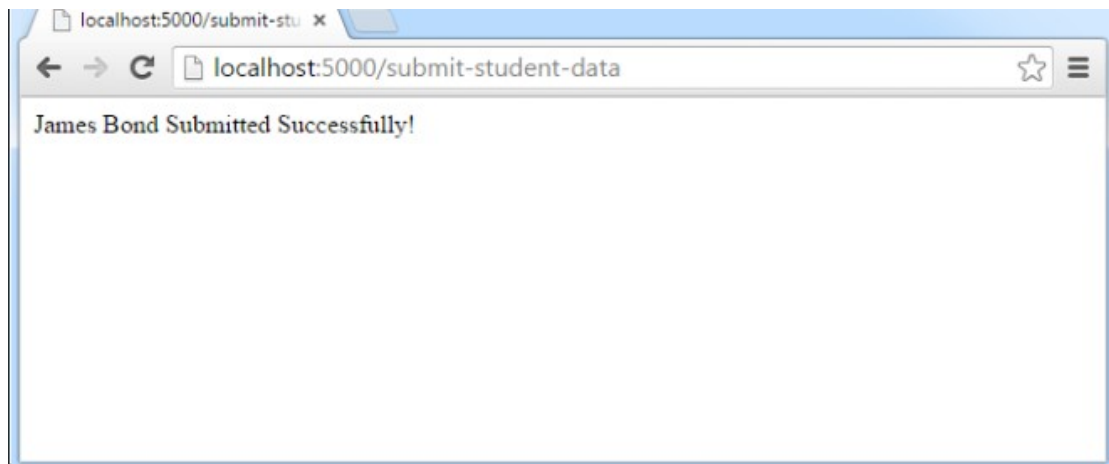 localhost:5000/submit-stu
localhost:5000/submit-student-data
James Bond Submitted Successfully!